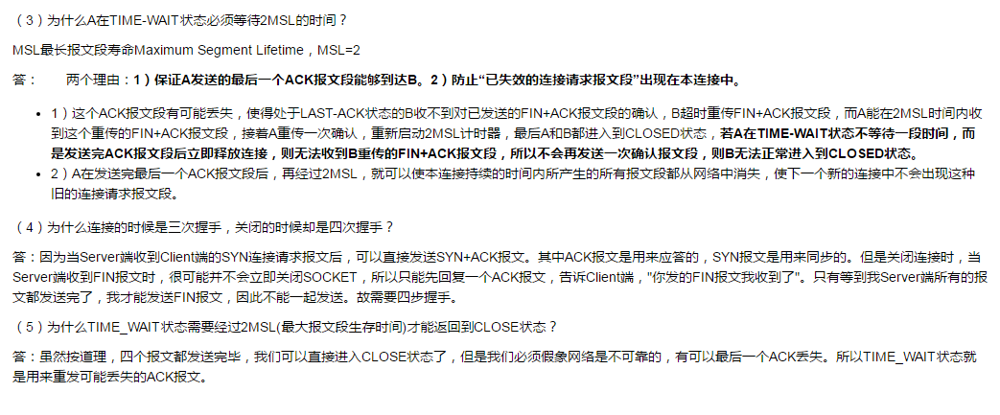 （3）为什么A在TIME-WAIT状态必须等待2MSL的时间？
MSL最长报文段寿命Maximum Segment Lifetime，MSL=2
答：　　两个理由：1）保证A发送的最后一个ACK报文段能够到达B。2）防止“已失效的连接请求报文段”出现在本连接中。
• 1）这个ACK报文段有可能丢失，使得处于LAST-ACK状态的B收不到对已发送的FIN+ACK报文段的确认，B超时重传FIN+ACK报文段，而A能在2MSL时间内收
到这个重传的FIN+ACK报文段，接着A重传一次确认，重新启动2MSL计时器，最后A和B都进入到CLOSED状态，若A在TIME-WAIT状态不等待一段时间，而
是发送完ACK报文段后立即释放连接，则无法收到B重传的FIN+ACK报文段，所以不会再发送一次确认报文段，则B无法正常进入到CLOSED状态。
• 2）A在发送完最后一个ACK报文段后，再经过2MSL，就可以使本连接持续的时间内所产生的所有报文段都从网络中消失，使下一个新的连接中不会出现这种
旧的连接请求报文段。
（4）为什么连接的时候是三次握手，关闭的时候却是四次握手？
答：因为当Server端收到Client端的SYN连接请求报文后，可以直接发送SYN+ACK报文。其中ACK报文是用来应答的，SYN报文是用来同步的。但是关闭连接时，当
Server端收到FIN报文时，很可能并不会立即关闭SOCKET，所以只能先回复一个ACK报文，告诉Client端，"你发的FIN报文我收到了"。只有等到我Server端所有的报
文都发送完了，我才能发送FIN报文，因此不能一起发送。故需要四步握手。
（5）为什么TIME_WAIT状态需要经过2MSL(最大报文段生存时间)才能返回到CLOSE状态？
答：虽然按道理，四个报文都发送完毕，我们可以直接进入CLOSE状态了，但是我们必须假象网络是不可靠的，有可以最后一个ACK丢失。所以TIME_WAIT状态就
是用来重发可能丢失的ACK报文。